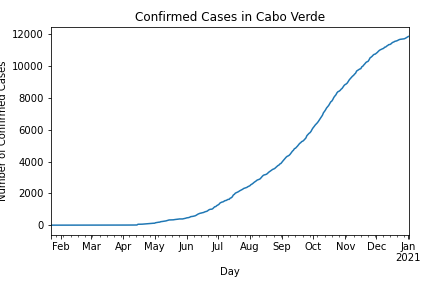 Confirmed Cases in Cabo Verde
12000
10000
8000
6000
4000
2000
0
Number of Confirmed Cases
Feb Mar Apr May Jun Jul Aug Sep Oct Nov Dec Jan
2021
Day